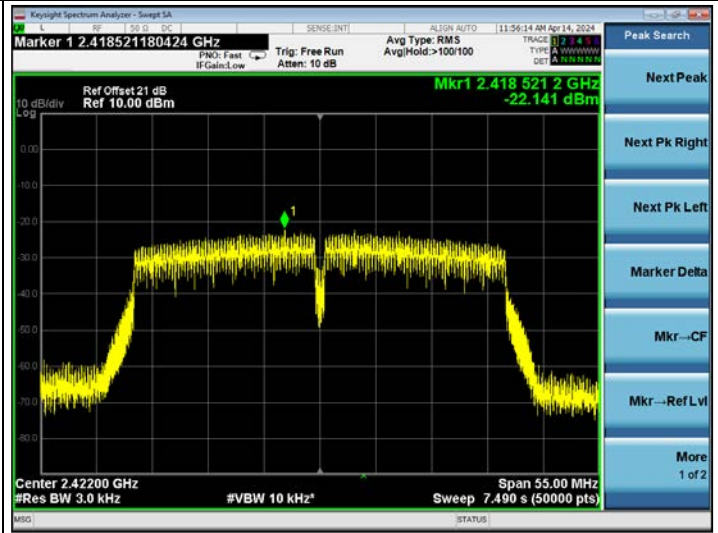 Keysight Spectrum Analyzer - Swept SA
L RF 50 Ω DC SENSE:INT ALIGN AUTO 11:56:14 AM Apr 14, 2024
Marker 1 2.418521180424 GHz
PNO: Fast
IFGain:Low
Trig: Free Run
Atten: 10 dB
Avg Type: RMS
Avg|Hold:>100/100
TRACE 1 2 3 4 5 6
TYPE A WWWWW
DET A NNNNN
Peak Search
Mkr1 2.418 521 2 GHz
-22.141 dBm
Ref Offset 21 dB
10 dB/div Ref 10.00 dBm
Log
0.00
-10.0
-20.0
-30.0
-40.0
-50.0
-60.0
-70.0
-80.0
1
Center 2.42200 GHz
#Res BW 3.0 kHz
#VBW 10 kHz*
Span 55.00 MHz
Sweep 7.490 s (50000 pts)
Next Peak
Next Pk Right
Next Pk Left
Marker Delta
Mkr→CF
Mkr→Ref Lvl
More
1 of 2
MSG
STATUS